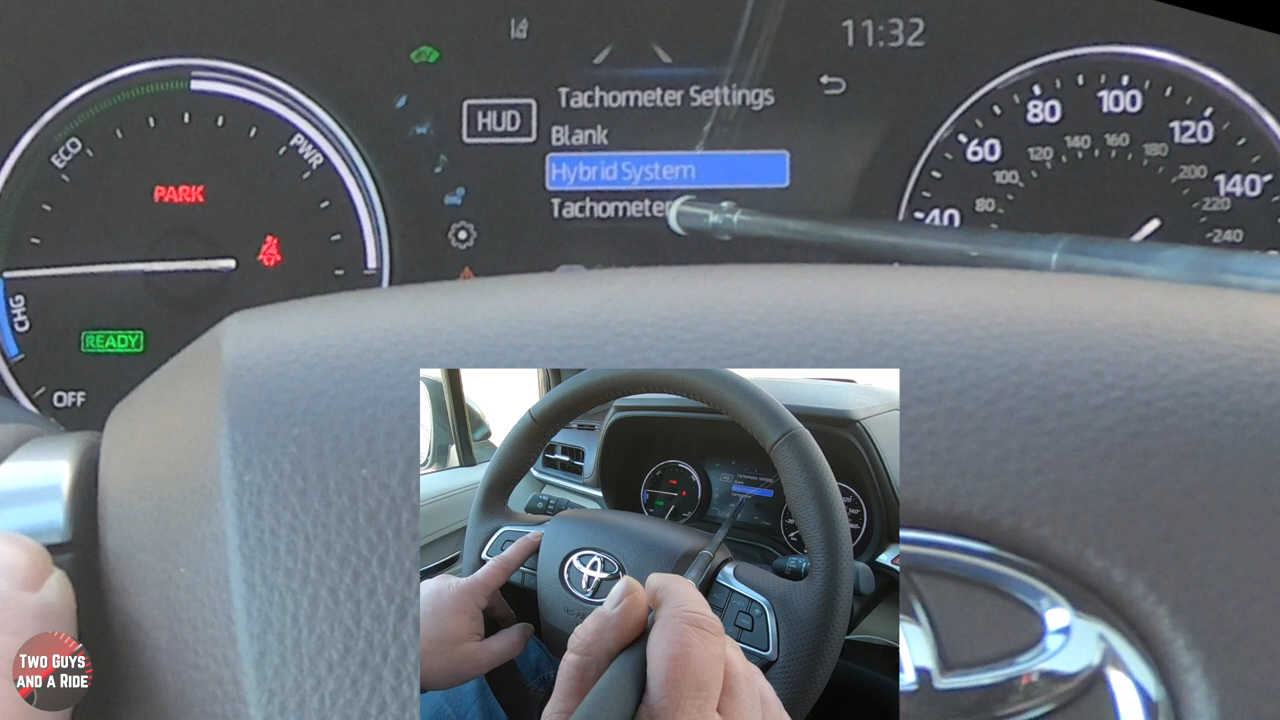 11:32
HUD
Tachometer Settings
Blank
Hybrid System
Tachometer
ECO
PWR
PARK
CHG
READY
OFF
40
60
80
100
120
140
80
100
120
140
160
180
200
220
240
TWO GUYS
AND A RIDE